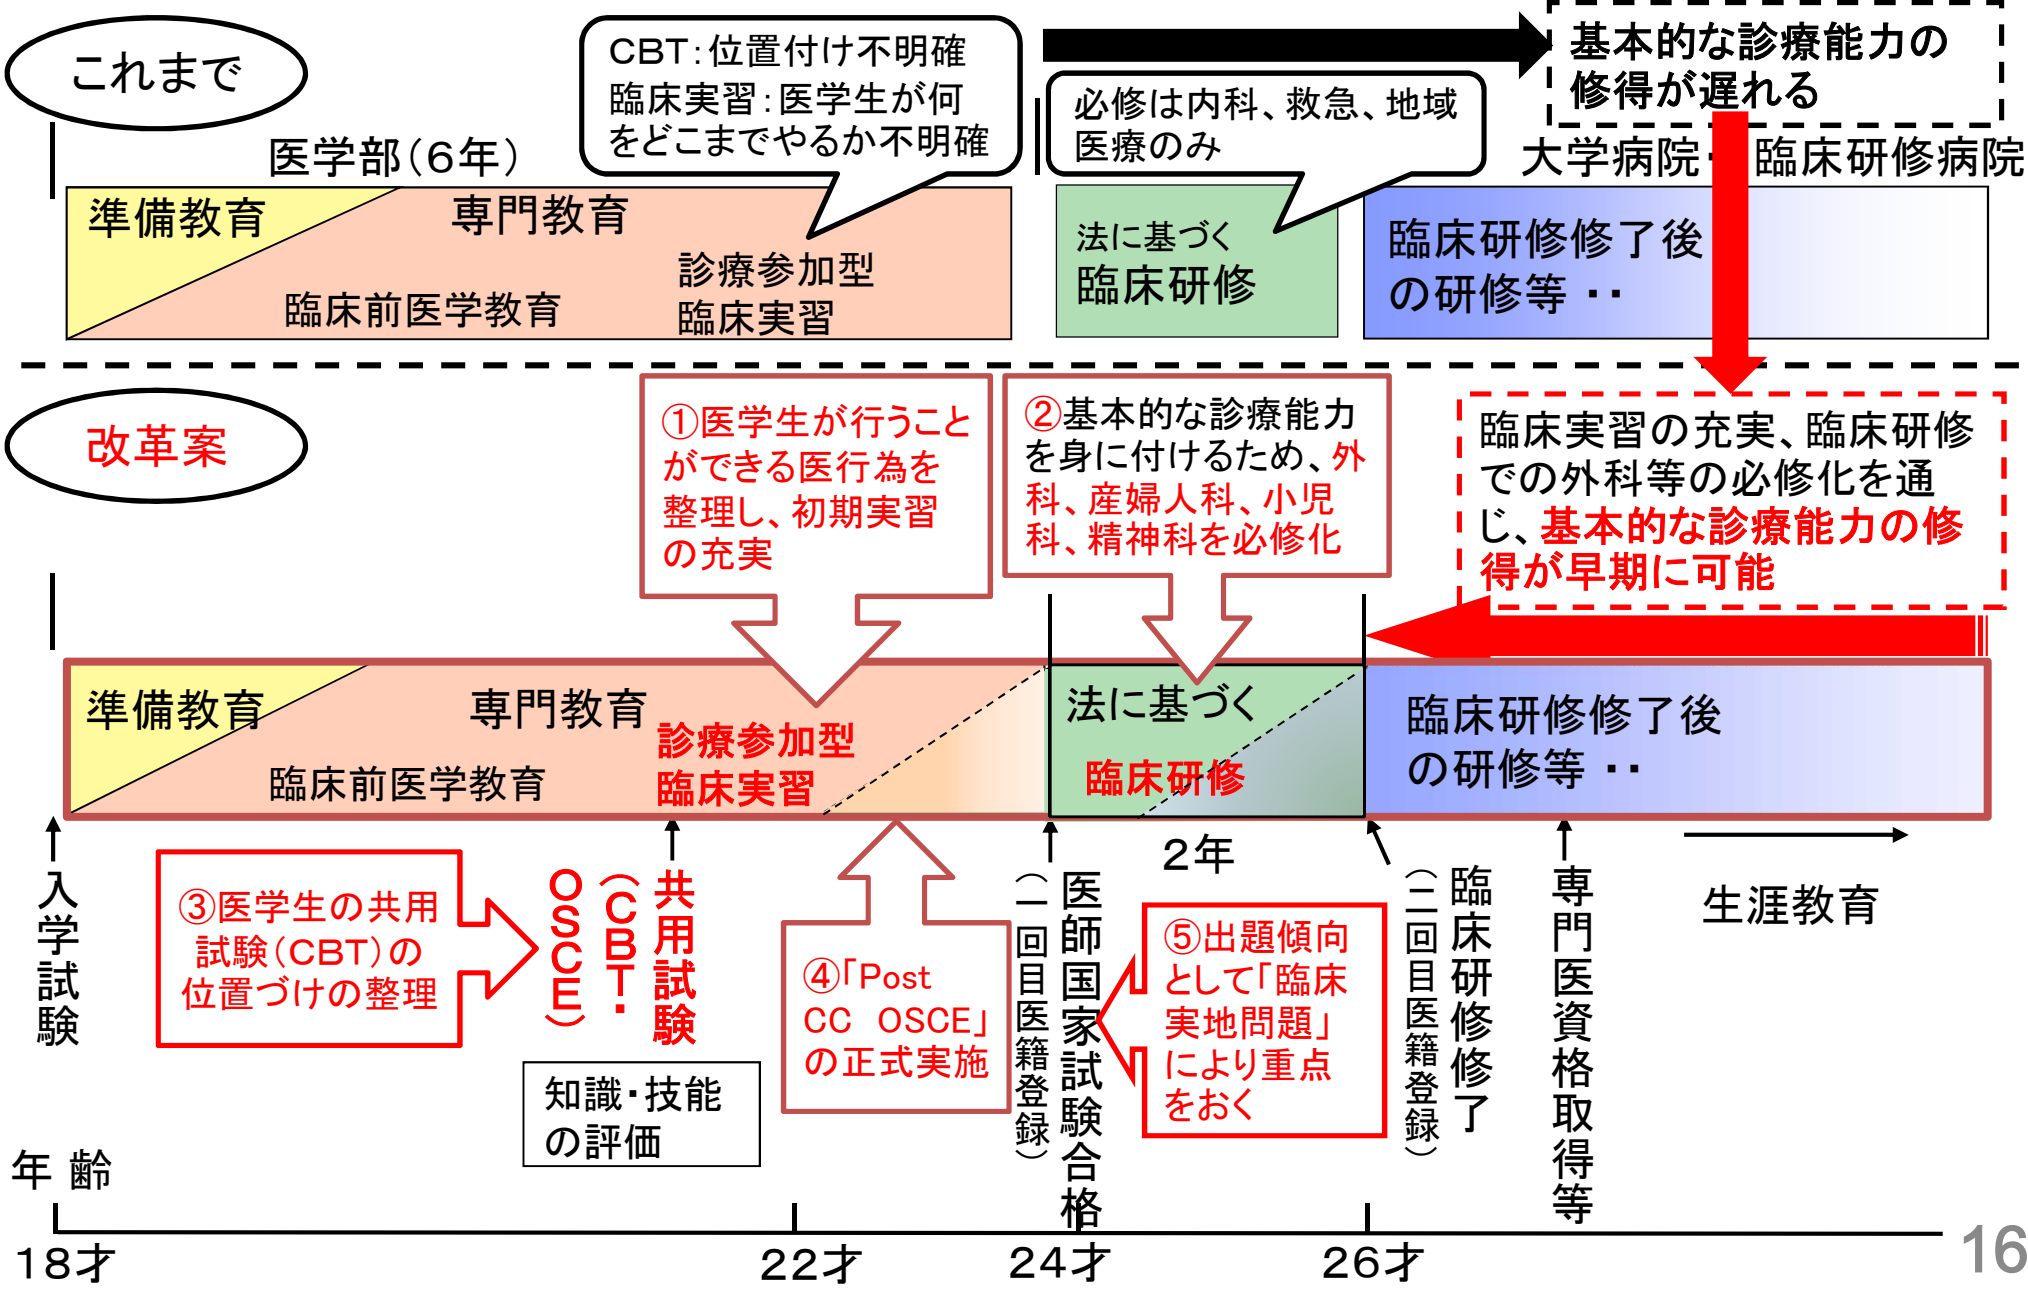 これまで
CBT：位置付け不明確
臨床実習：医学生が何
をどこまでやるか不明確
必修は内科、救急、地域
医療のみ
基本的な診療能力の
修得が遅れる
医学部（６年）
大学病院・
臨床研修病院
準備教育
専門教育
臨床前医学教育
診療参加型
臨床実習
法に基づく
臨床研修
臨床研修修了後
の研修等 ・・
改革案
①医学生が行うこと
ができる医行為を
整理し、初期実習
の充実
②基本的な診療能力
を身に付けるため、外
科、産婦人科、小児
科、精神科を必修化
臨床実習の充実、臨床研修
での外科等の必修化を通
じ、基本的な診療能力の修
得が早期に可能
準備教育
専門教育
臨床前医学教育
診療参加型
臨床実習
法に基づく
臨床研修
臨床研修修了後
の研修等 ・・
２年
入学試験
③医学生の共用
試験（CBT）の
位置づけの整理
共用試験
（CBT・
OSCE）
知識・技能
の評価
④「Post
CC　OSCE」
の正式実施
医師国家試験合格
（一回目医籍登録）
⑤出題傾向
として「臨床
実地問題」
により重点
をおく
臨床研修修了
（二回目医籍登録）
専門医資格取得等
生涯教育
年 齢
18才
22才
24才
26才
16